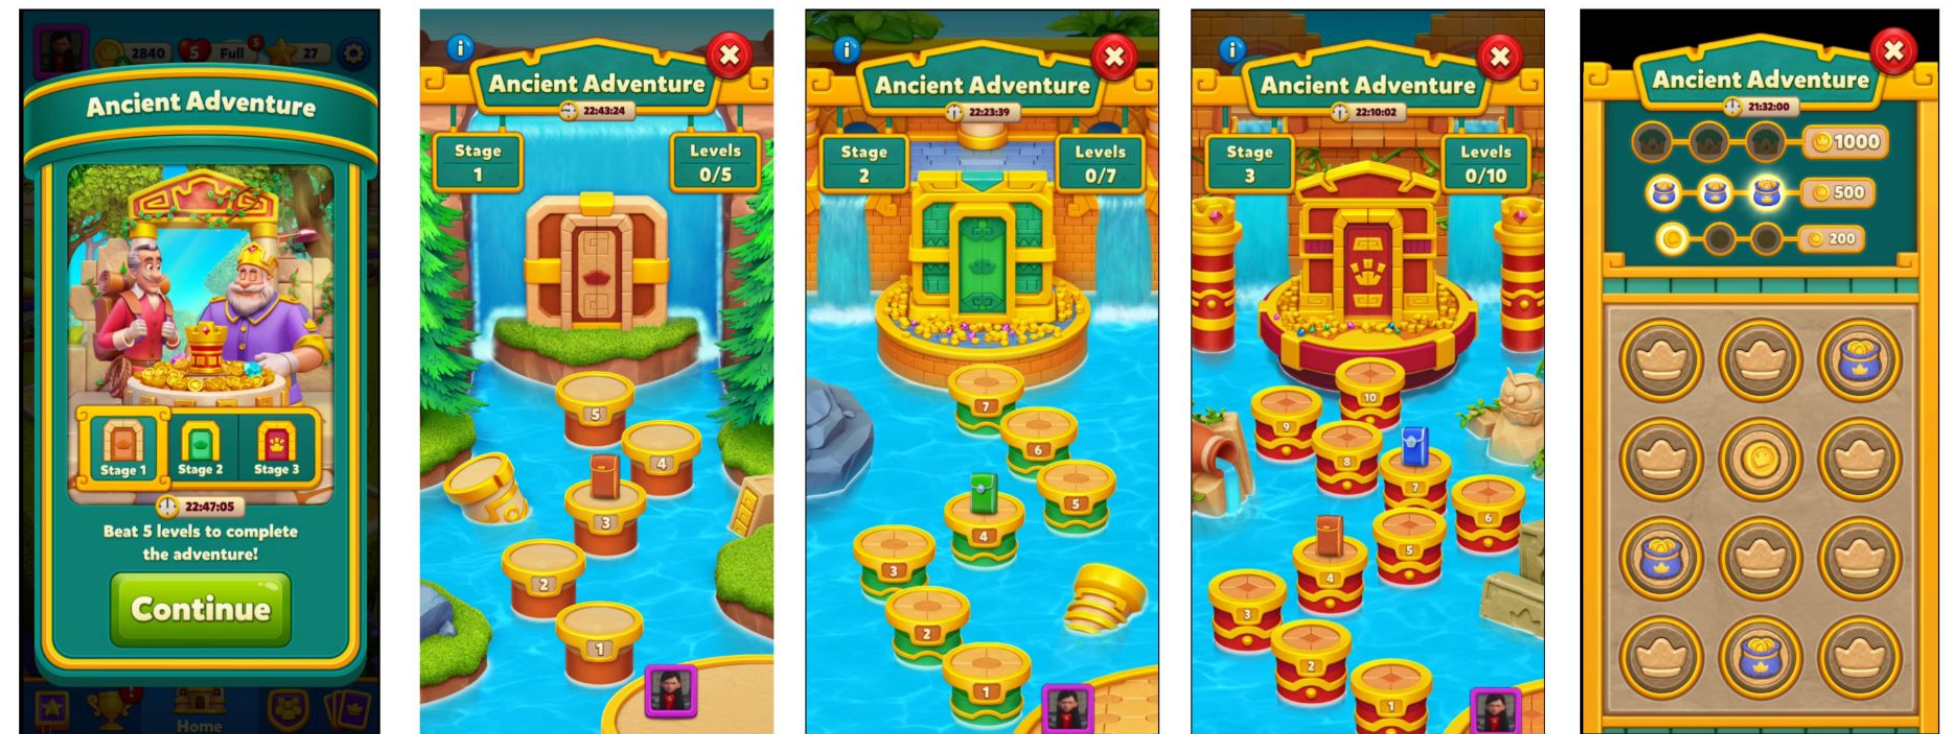 2840
5
Full
5
27
Ancient Adventure
Stage 1
Stage 2
Stage 3
22:47:05
Beat 5 levels to complete
the adventure!
Continue
Home
i
Ancient Adventure
22:43:24
Stage
1
Levels
0/5
5
4
3
2
1
i
Ancient Adventure
22:23:39
Stage
2
Levels
0/7
7
6
5
4
3
2
1
i
Ancient Adventure
22:10:02
Stage
3
Levels
0/10
10
9
8
7
6
5
4
3
2
1
Ancient Adventure
21:32:00
1000
500
200